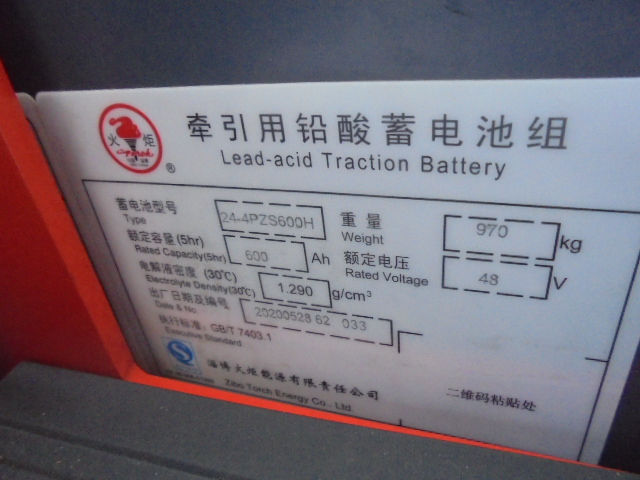 火炬
®
牵引用铅酸蓄电池组
Lead-acid Traction Battery
蓄电池型号 24-4PZS600H 重量 970 kg
Type Weight
额定容量(5hr) 600 Ah 额定电压 48 V
Rated Capacity(5hr) Rated Voltage
电解液密度 (30℃) 1.290 g/cm³
Electrolyte Density(30℃)
出厂日期及编号 20200528 62 033
Date & No
执行标准: GB/T 7403.1
Executive Standard
淄博火炬能源有限责任公司
Zibo Torch Energy Co., Ltd.
二维码粘贴处